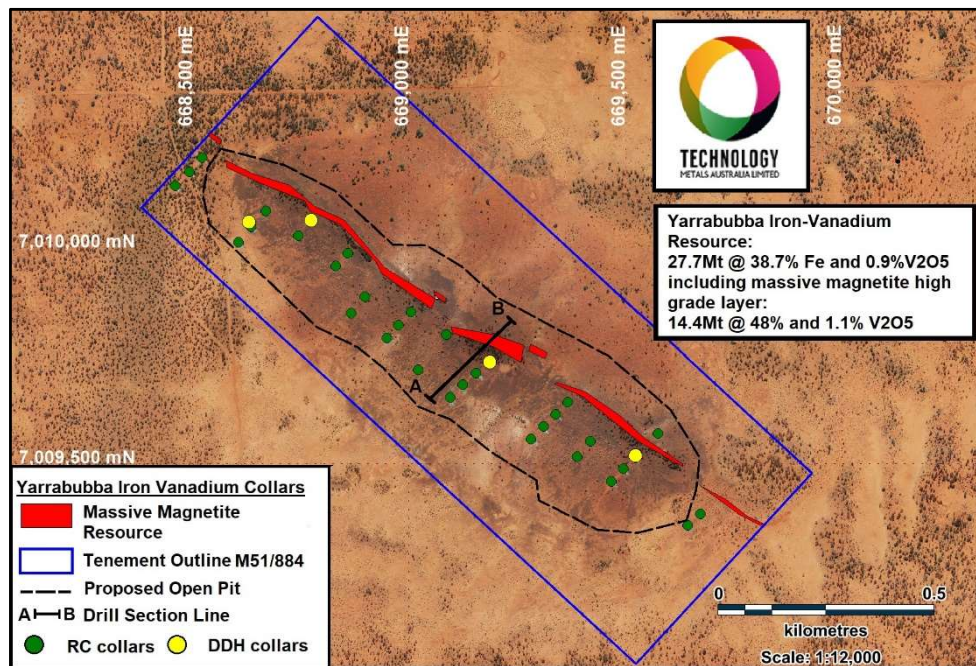 668,500 mE
669,000 mE
669,500 mE
670,000 mE
TECHNOLOGY
METALS AUSTRALIA LIMITED
Yarrabubba Iron-Vanadium
Resource:
27.7Mt @ 38.7% Fe and 0.9%V2O5
including massive magnetite high
grade layer:
14.4Mt @ 48% and 1.1% V2O5
7,010,000 mN
B
A
7,009,500 mN
Yarrabubba Iron Vanadium Collars
Massive Magnetite
Resource
Tenement Outline M51/884
Proposed Open Pit
A B Drill Section Line
RC collars DDH collars
0 0.5
kilometres
Scale: 1:12,000